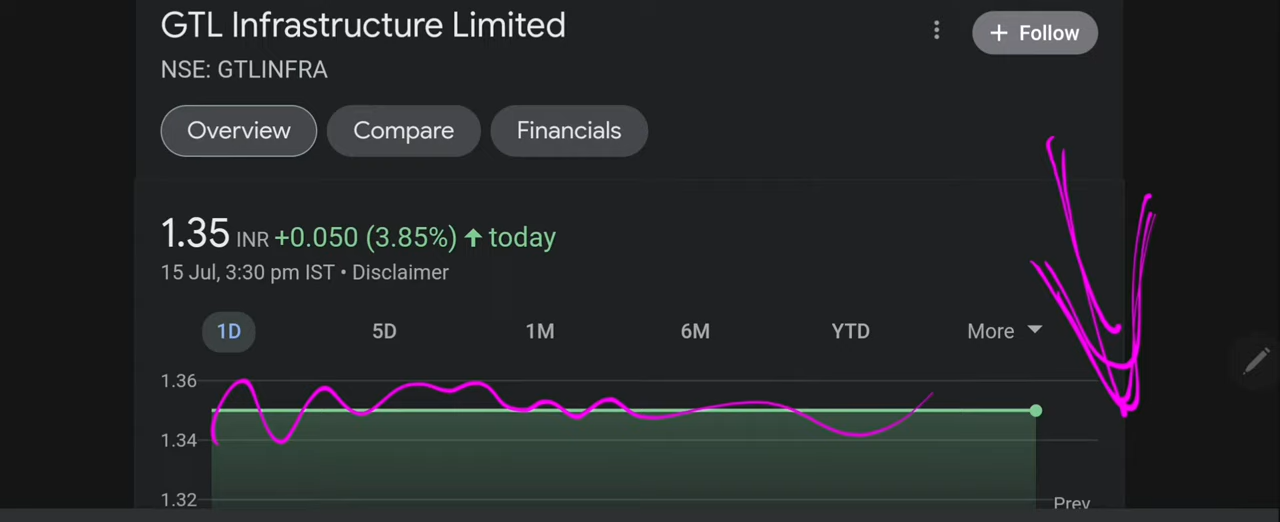 GTL Infrastructure Limited
+ Follow
NSE: GTLINFRA
Overview Compare Financials
1.35 INR +0.050 (3.85%) ↑ today
15 Jul, 3:30 pm IST • Disclaimer
1D 5D 1M 6M YTD More
1.36
1.34
1.32
Prev